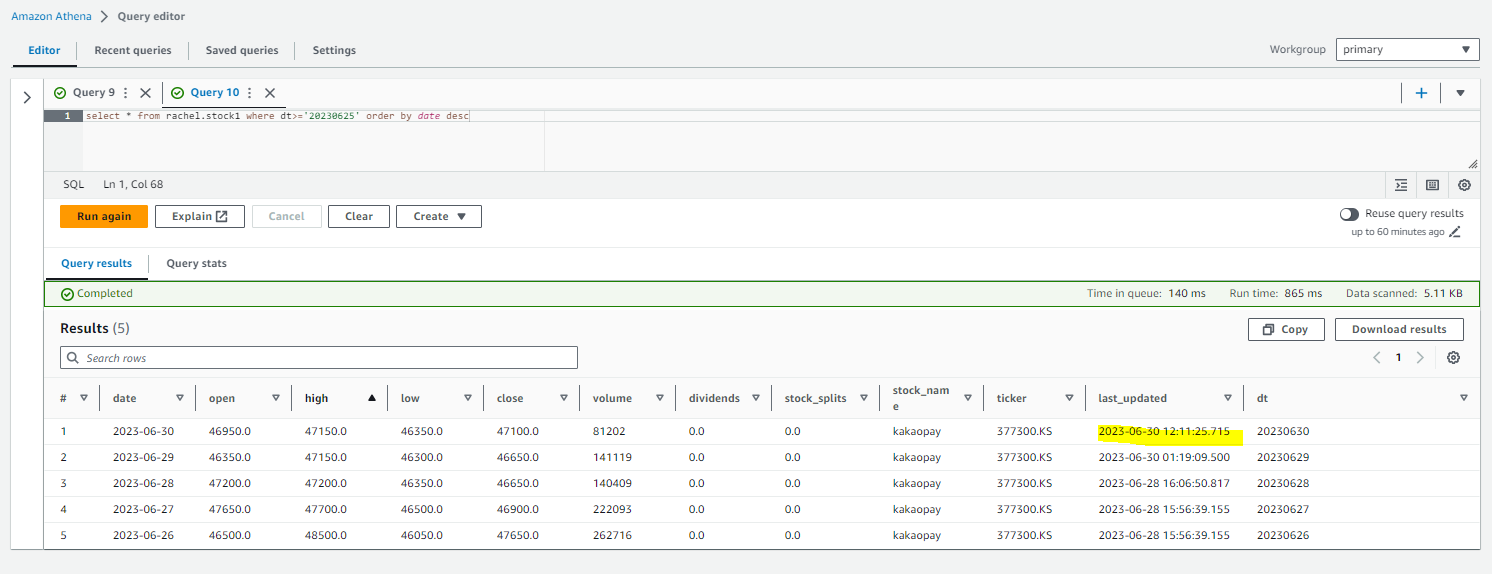 Amazon Athena > Query editor
Editor Recent queries Saved queries Settings Workgroup primary
Query 9 Query 10
1 select * from rachel.stock1 where dt>='20230625' order by date desc
SQL Ln 1, Col 68
Run again Explain Cancel Clear Create Reuse query results
up to 60 minutes ago
Query results Query stats
Completed Time in queue: 140 ms Run time: 865 ms Data scanned: 5.11 KB
Results (5) Copy Download results
Search rows 1
# date open high low close volume dividends stock_splits stock_nam
e ticker last_updated dt
1 2023-06-30 46950.0 47150.0 46350.0 47100.0 81202 0.0 0.0 kakaopay 377300.KS 2023-06-30 12:11:25.715 20230630
2 2023-06-29 46350.0 47150.0 46300.0 46650.0 141119 0.0 0.0 kakaopay 377300.KS 2023-06-30 01:19:09.500 20230629
3 2023-06-28 47200.0 47200.0 46350.0 46650.0 140409 0.0 0.0 kakaopay 377300.KS 2023-06-28 16:06:50.817 20230628
4 2023-06-27 47650.0 47700.0 46500.0 46900.0 222093 0.0 0.0 kakaopay 377300.KS 2023-06-28 15:56:39.155 20230627
5 2023-06-26 46500.0 48500.0 46050.0 47650.0 262716 0.0 0.0 kakaopay 377300.KS 2023-06-28 15:56:39.155 20230626